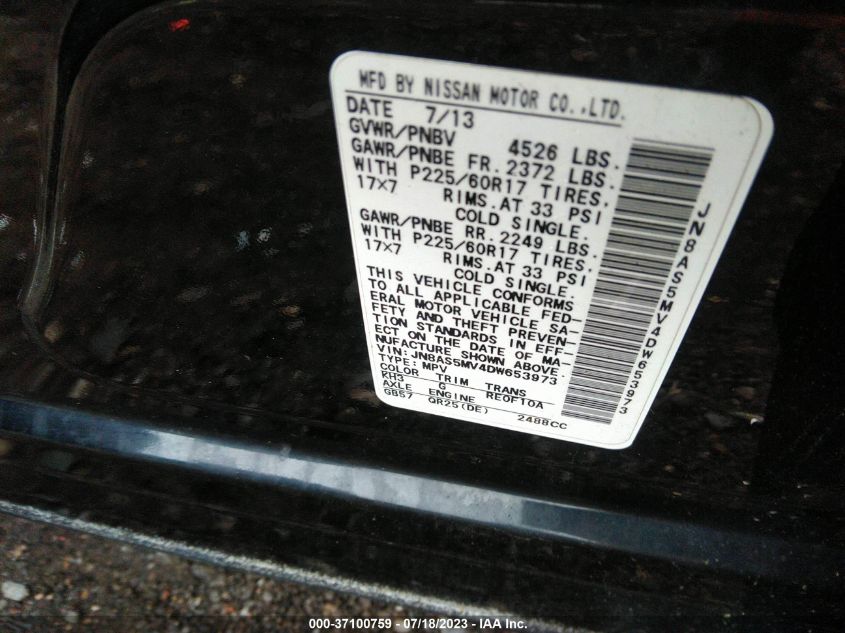 MFD BY NISSAN MOTOR CO.,LTD.
DATE 7/13
GVWR/PNBV 4526 LBS.
GAWR/PNBE FR. 2372 LBS.
WITH P225/60R17 TIRES.
17x7 RIMS.AT 33 PSI
COLD SINGLE.
GAWR/PNBE RR. 2249 LBS.
WITH P225/60R17 TIRES.
17x7 RIMS.AT 33 PSI
COLD SINGLE.
THIS VEHICLE CONFORMS
TO ALL APPLICABLE FED-
ERAL MOTOR VEHICLE SA-
FETY AND THEFT PREVEN-
TION STANDARDS IN EFF-
ECT ON THE DATE OF MA-
NUFACTURE SHOWN ABOVE.
VIN: JN8AS5MV4DW653973
TYPE: MPV
COLOR TRIM TRANS
KH3 G RE0F10A
AXLE ENGINE
GB57 QR25(DE) 2488CC
JN8AS5MV4DW653973
000-37100759 - 07/18/2023 - IAA Inc.